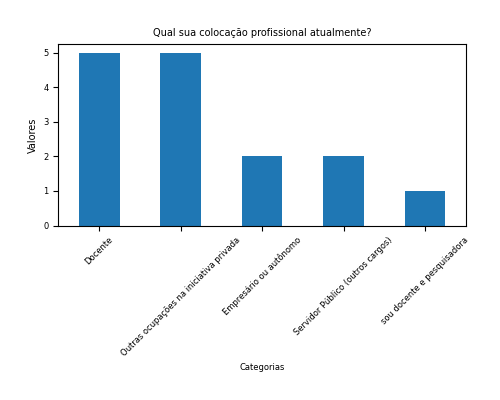 Qual sua colocação profissional atualmente?
Valores
5
4
3
2
1
0
Docente
Outras ocupações na iniciativa privada
Empresário ou autônomo
Servidor Público (outros cargos)
sou docente e pesquisadora
Categorias